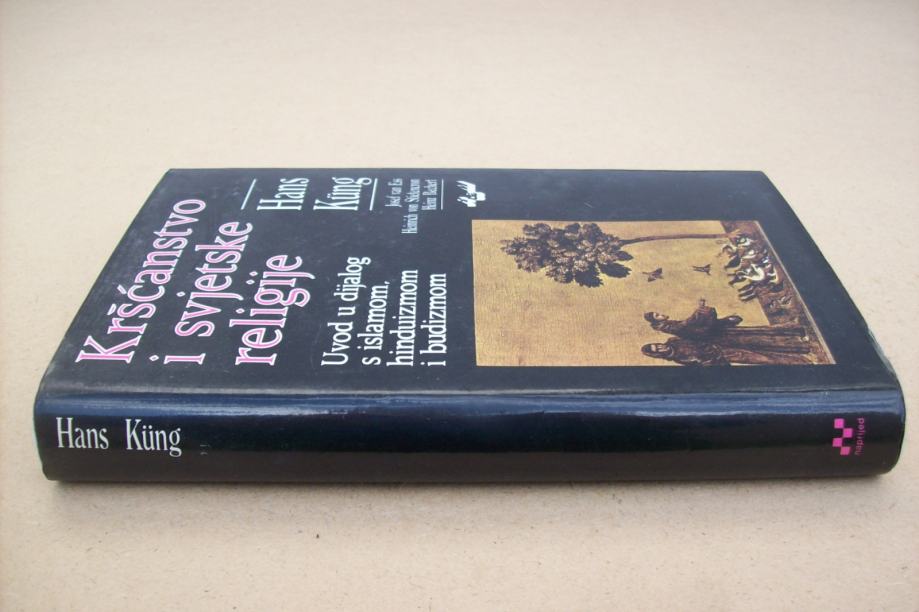 Kršćanstvo
i svjetske
religije
Hans
Küng
Josef van Ess
Heinrich von Stietencron
Heinz Bechert
Uvod u dijalog
s islamom,
hinduizmom
i budizmom
Hans Küng
naprijed